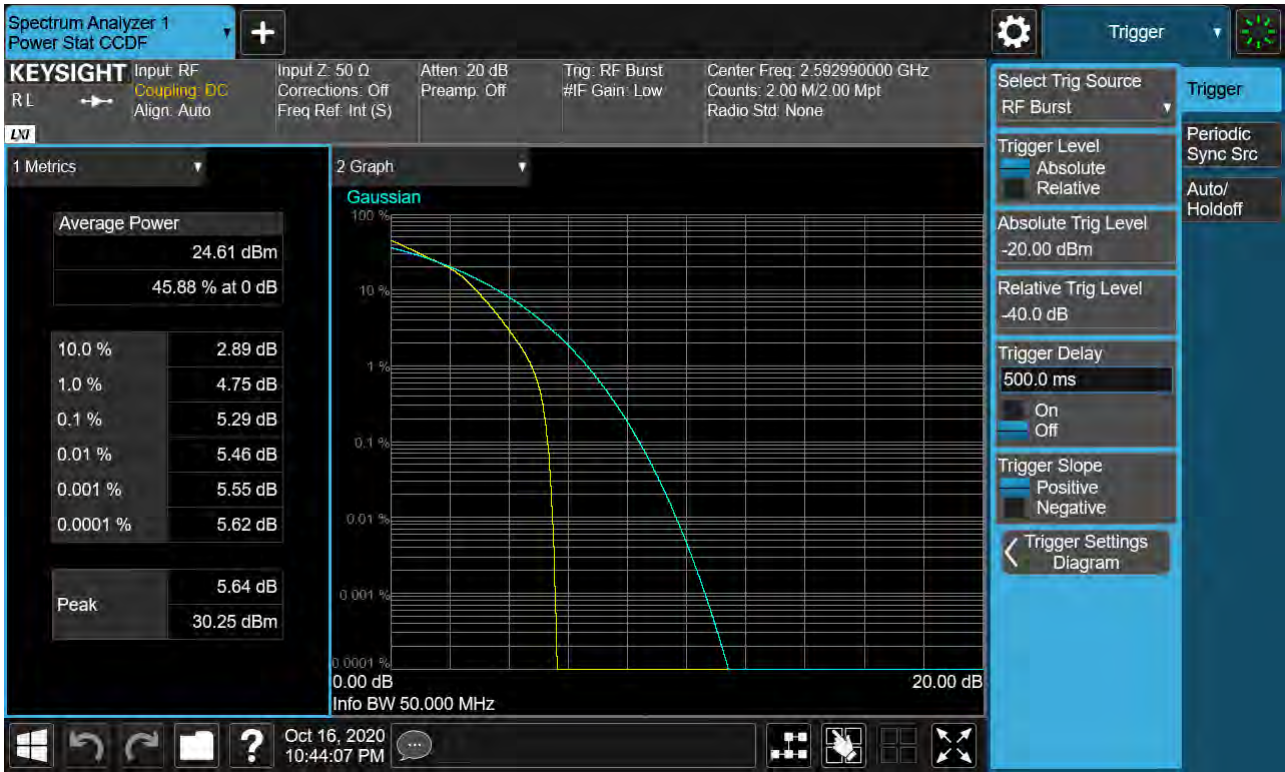 Spectrum Analyzer 1
Power Stat CCDF
+
Trigger
KEYSIGHT
RL
LXI
Input: RF
Coupling: DC
Align: Auto
Input Z: 50 Ω
Corrections: Off
Freq Ref: Int (S)
Atten: 20 dB
Preamp: Off
Trig: RF Burst
#IF Gain: Low
Center Freq: 2.592990000 GHz
Counts: 2.00 M/2.00 Mpt
Radio Std: None
1 Metrics
Average Power
24.61 dBm
45.88 % at 0 dB
10.0 % 2.89 dB
1.0 % 4.75 dB
0.1 % 5.29 dB
0.01 % 5.46 dB
0.001 % 5.55 dB
0.0001 % 5.62 dB
Peak
5.64 dB
30.25 dBm
2 Graph
Gaussian
100 %
10 %
1 %
0.1 %
0.01 %
0.001 %
0.0001 %
0.00 dB 20.00 dB
Info BW 50.000 MHz
Select Trig Source
RF Burst
Trigger Level
Absolute
Relative
Absolute Trig Level
-20.00 dBm
Relative Trig Level
-40.0 dB
Trigger Delay
500.0 ms
On
Off
Trigger Slope
Positive
Negative
Trigger Settings
Diagram
Trigger
Periodic
Sync Src
Auto/
Holdoff
?
Oct 16, 2020
10:44:07 PM